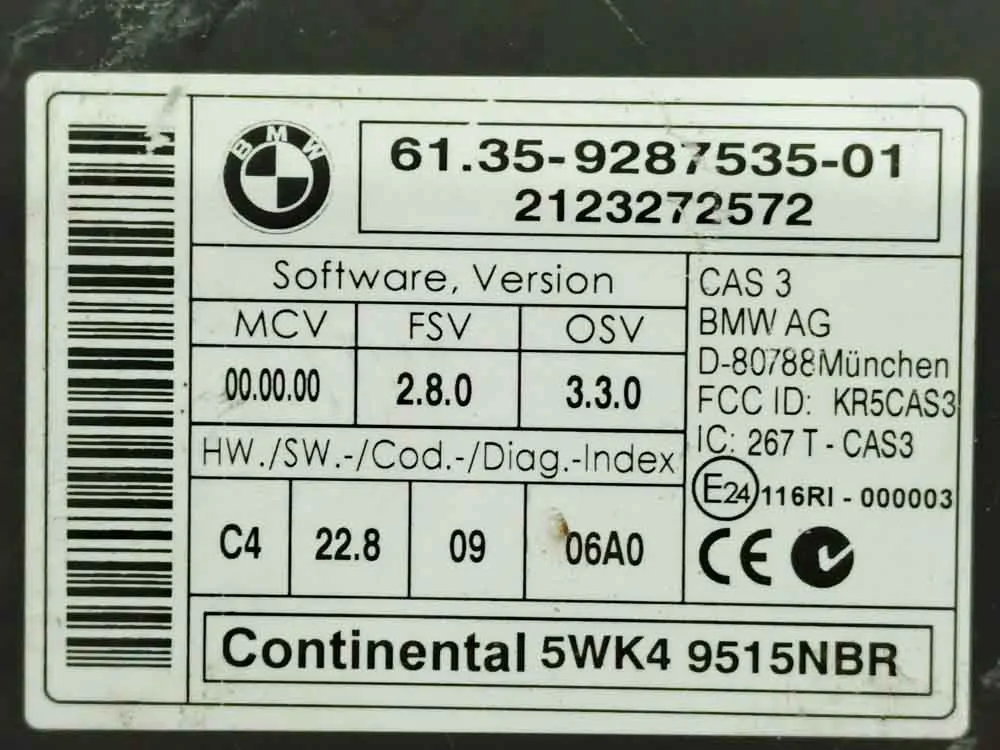 BMW
61.35-9287535-01
2123272572
Software, Version
MCV FSV OSV
00.00.00 2.8.0 3.3.0
HW./SW.-/Cod.-/Diag.-Index
C4 22.8 09 06A0
CAS 3
BMW AG
D-80788München
FCC ID: KR5CAS3
IC: 267 T - CAS3
E24 116RI - 000003
CE
Continental 5WK4 9515NBR